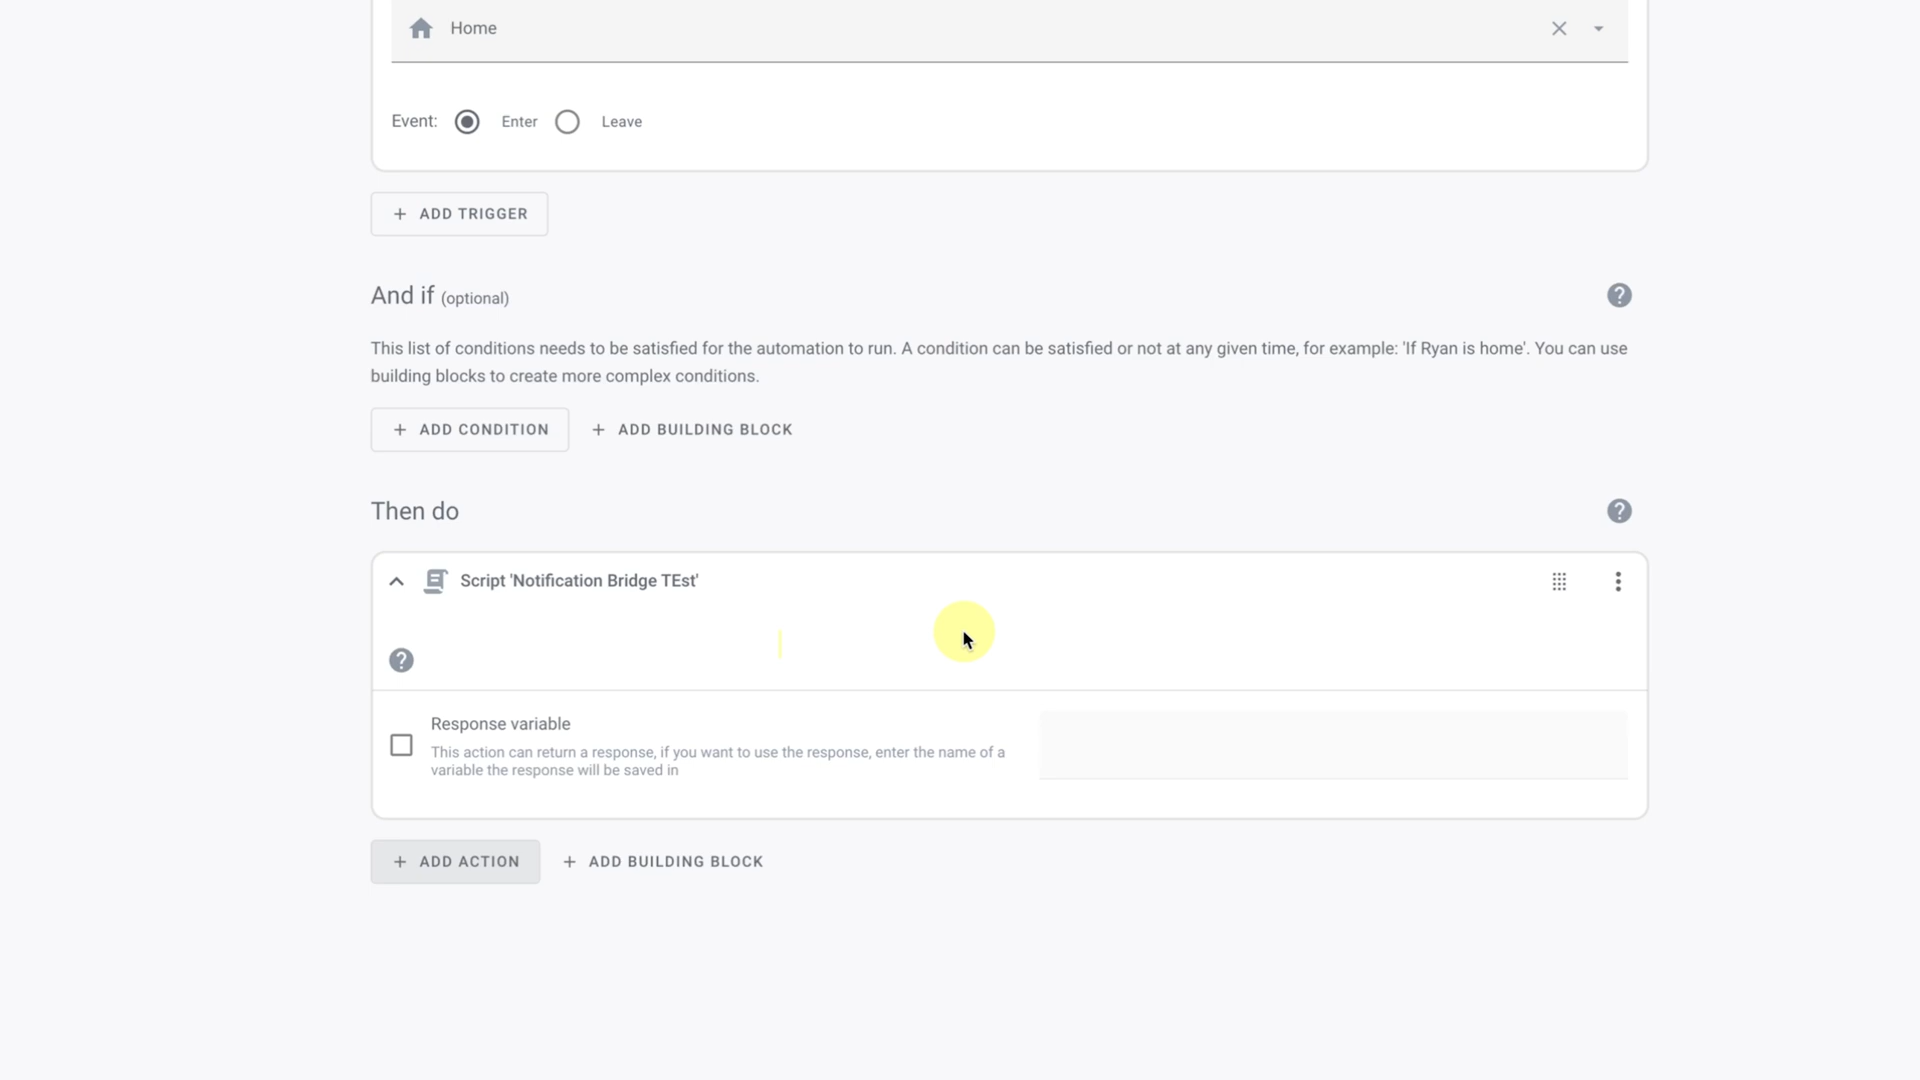 Home
Event: Enter Leave
+ ADD TRIGGER
And if (optional)
This list of conditions needs to be satisfied for the automation to run. A condition can be satisfied or not at any given time, for example: 'If Ryan is home'. You can use
building blocks to create more complex conditions.
+ ADD CONDITION + ADD BUILDING BLOCK
Then do
Script 'Notification Bridge TEst'
Response variable
This action can return a response, if you want to use the response, enter the name of a
variable the response will be saved in
+ ADD ACTION + ADD BUILDING BLOCK